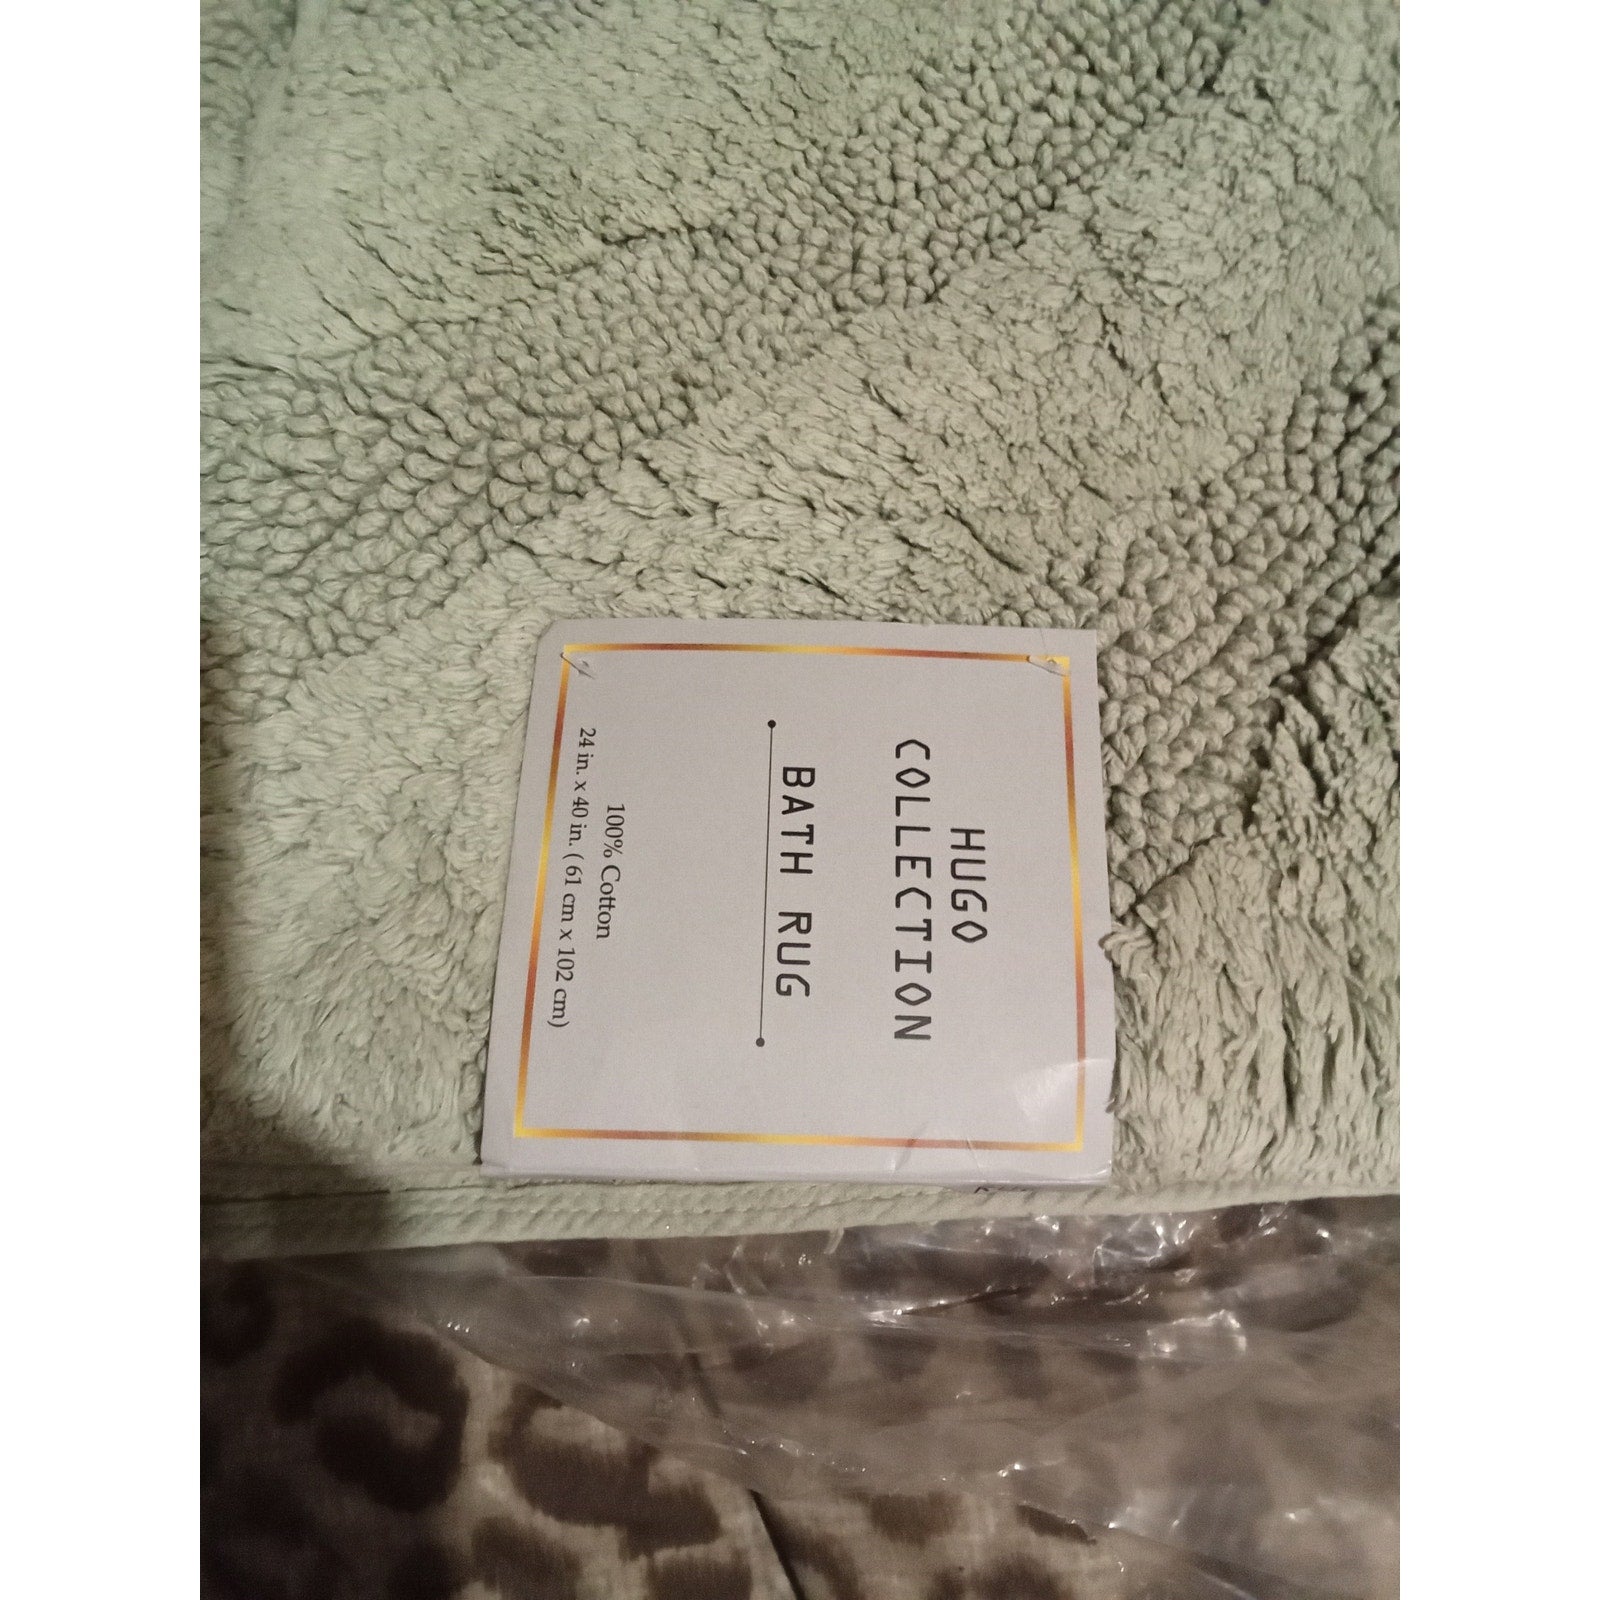 HUGO
COLLECTION
BATH RUG
100% Cotton
24 in. x 40 in. ( 61 cm x 102 cm)